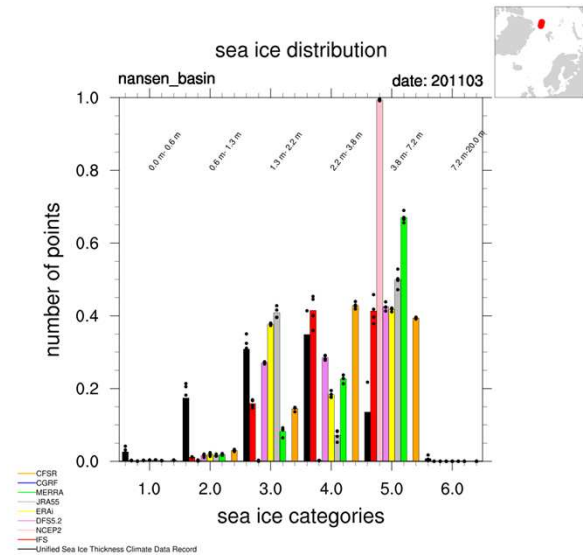 sea ice distribution
nansen_basin date: 201103
0.0 m- 0.6 m
0.6 m- 1.3 m
1.3 m- 2.2 m
2.2 m- 3.8 m
3.8 m- 7.2 m
7.2 m-20.0 m
number of points
1.0
0.8
0.6
0.4
0.2
0.0
1.0 2.0 3.0 4.0 5.0 6.0
sea ice categories
CFSR
CGRF
MERRA
JRA55
ERAi
DFS5.2
NCEP2
IFS
Unified Sea Ice Thickness Climate Data Record